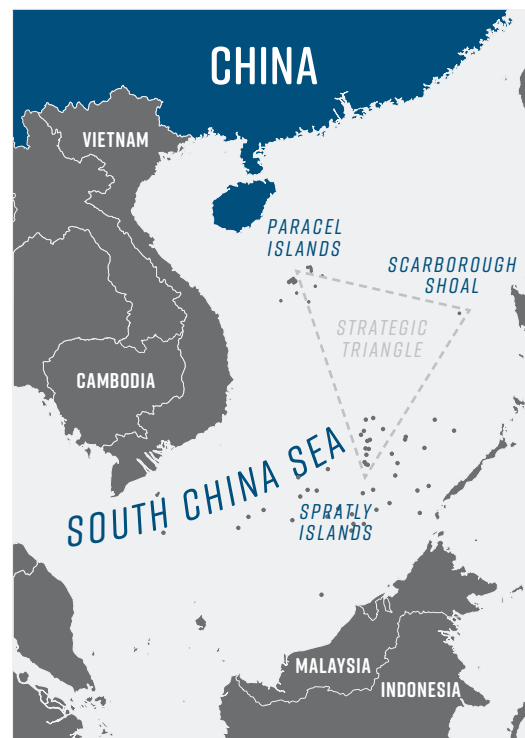 CHINA
VIETNAM
PARACEL
ISLANDS
SCARBOROUGH
SHOAL
STRATEGIC
TRIANGLE
CAMBODIA
SOUTH CHINA SEA
SPRATLY
ISLANDS
MALAYSIA
INDONESIA